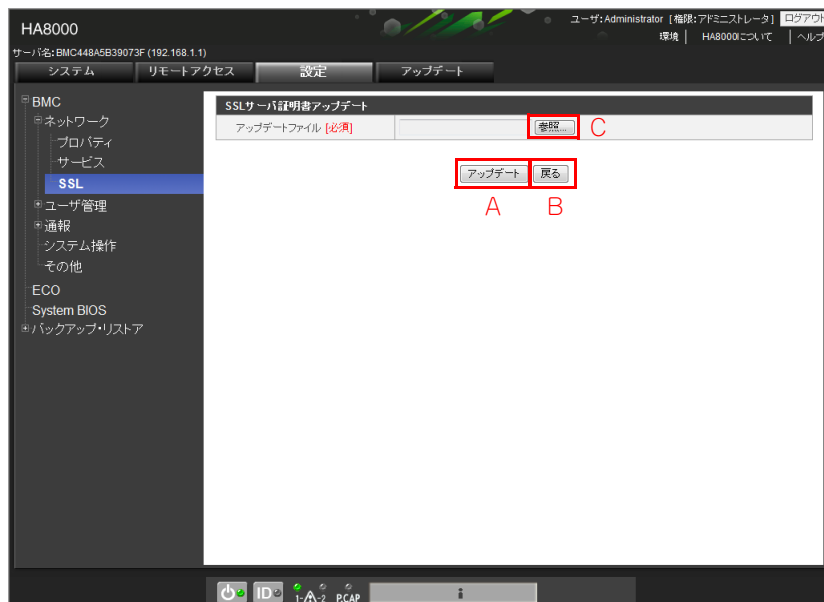 HA8000
ユーザ:Administrator [権限:アドミニストレータ] ログアウト
環境 | HA8000について | ヘルプ
サーバ名:BMC448A5B39073F (192.168.1.1)
システム リモートアクセス 設定 アップデート
BMC
ネットワーク
プロパティ
サービス
SSL
ユーザ管理
通報
システム操作
その他
ECO
System BIOS
バックアップ・リストア
SSLサーバ証明書アップデート
アップデートファイル [必須] 参照... C
アップデート 戻る
A B
ID 1-2 P.CAP i